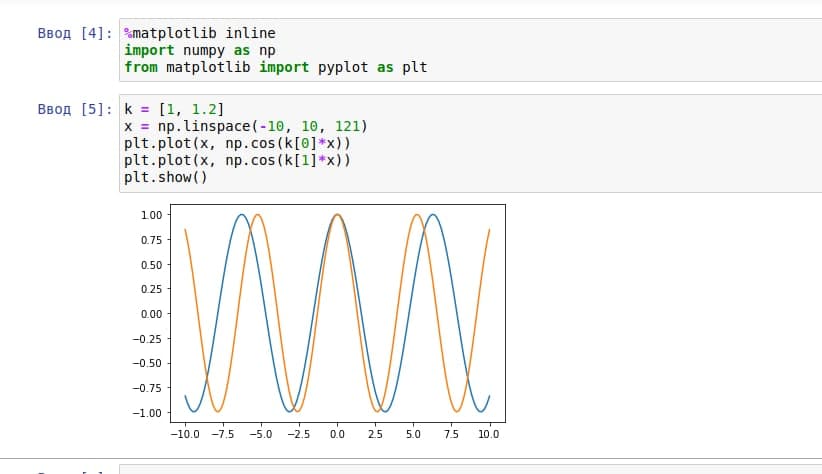 Ввод [4]: %matplotlib inline
import numpy as np
from matplotlib import pyplot as plt
Ввод [5]: k = [1, 1.2]
x = np.linspace(-10, 10, 121)
plt.plot(x, np.cos(k[0]*x))
plt.plot(x, np.cos(k[1]*x))
plt.show()
1.00
0.75
0.50
0.25
0.00
−0.25
−0.50
−0.75
−1.00
−10.0 −7.5 −5.0 −2.5 0.0 2.5 5.0 7.5 10.0